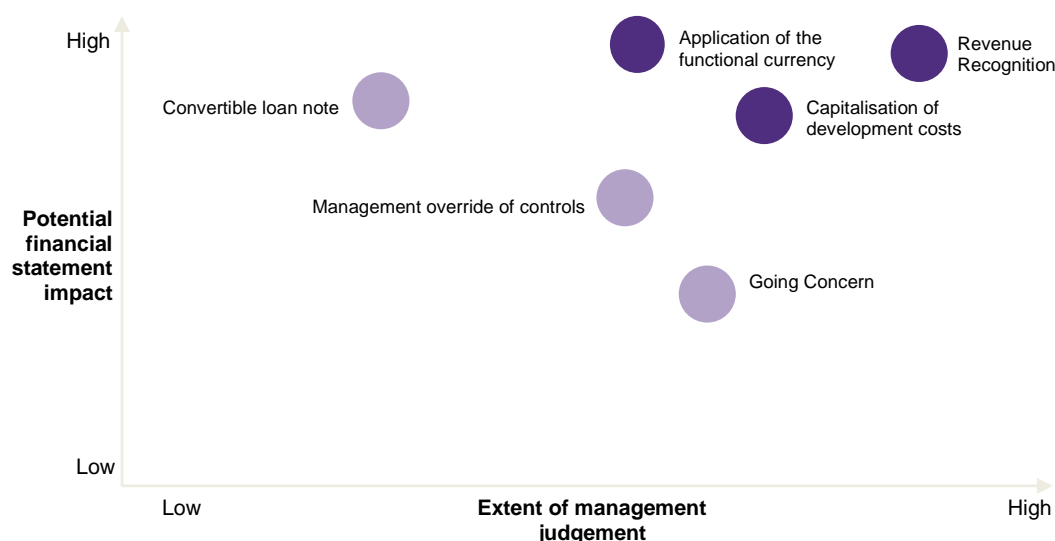 High
Application of the
functional currency
Revenue
Recognition
Convertible loan note
Capitalisation of
development costs
Management override of controls
Potential
financial
statement
impact
Going Concern
Low
Low
Extent of management
judgement
High